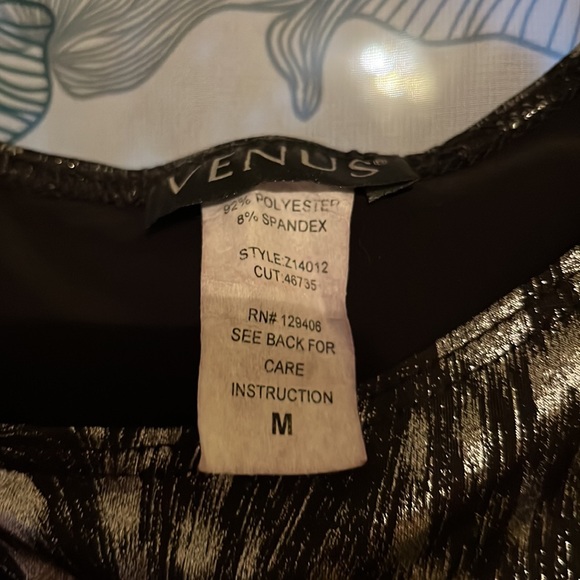 VENUS®
92% POLYESTER
8% SPANDEX
STYLE:Z14012
CUT:46735
RN# 129406
SEE BACK FOR
CARE
INSTRUCTION
M